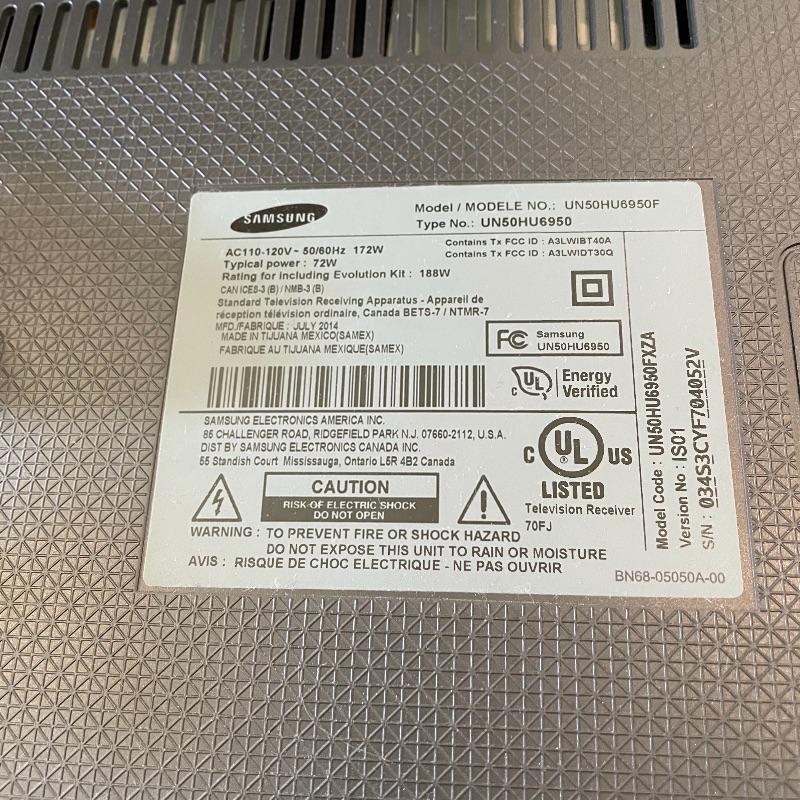 SAMSUNG
Model / MODELE NO.: UN50HU6950F
Type No.: UN50HU6950
AC110-120V~ 50/60Hz 172W
Typical power : 72W
Rating for including Evolution Kit : 188W
Contains Tx FCC ID : A3LWIBT40A
Contains Tx FCC ID : A3LWIDT30Q
CAN ICES-3 (B) / NMB-3 (B)
Standard Television Receiving Apparatus - Appareil de
réception télévision ordinaire, Canada BETS-7 / NTMR-7
MFD./FABRIQUE : JULY 2014
MADE IN TIJUANA MEXICO(SAMEX)
FABRIQUE AU TIJUANA MEXIQUE(SAMEX)
FC Samsung
UN50HU6950
c UL Energy
Verified
SAMSUNG ELECTRONICS AMERICA INC.
85 CHALLENGER ROAD, RIDGEFIELD PARK N.J. 07660-2112, U.S.A.
DIST BY SAMSUNG ELECTRONICS CANADA INC.
55 Standish Court Mississauga, Ontario L5R 4B2 Canada
C UL US
LISTED
Television Receiver
70FJ
CAUTION
RISK OF ELECTRIC SHOCK
DO NOT OPEN
WARNING : TO PREVENT FIRE OR SHOCK HAZARD
DO NOT EXPOSE THIS UNIT TO RAIN OR MOISTURE
AVIS : RISQUE DE CHOC ELECTRIQUE - NE PAS OUVRIR
BN68-05050A-00
Model Code : UN50HU6950FXZA
Version No : IS01
S/N : 034S3CYF704052V